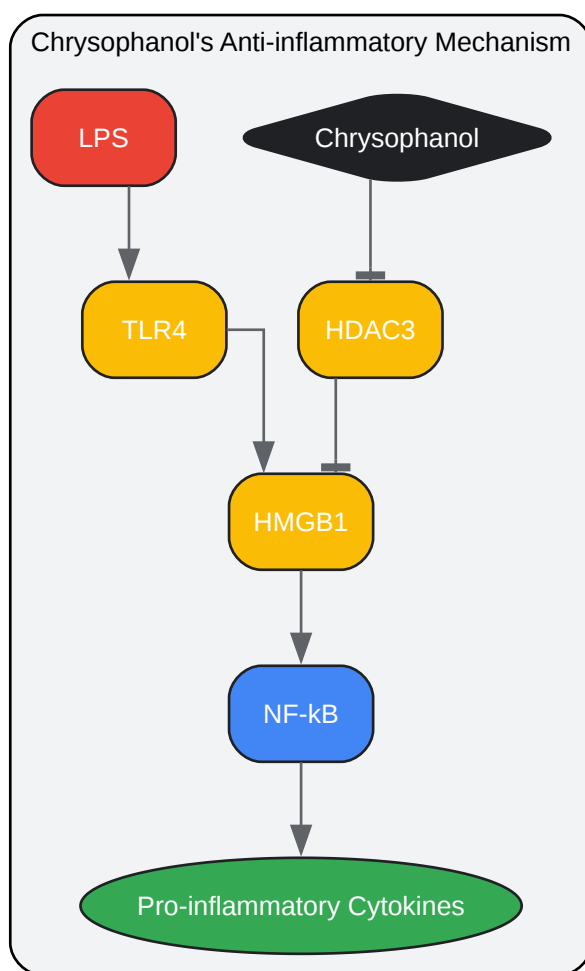 Chrysophanol's Anti-inflammatory Mechanism
LPS
Chrysophanol
TLR4
HDAC3
HMGB1
NF-kB
Pro-inflammatory Cytokines